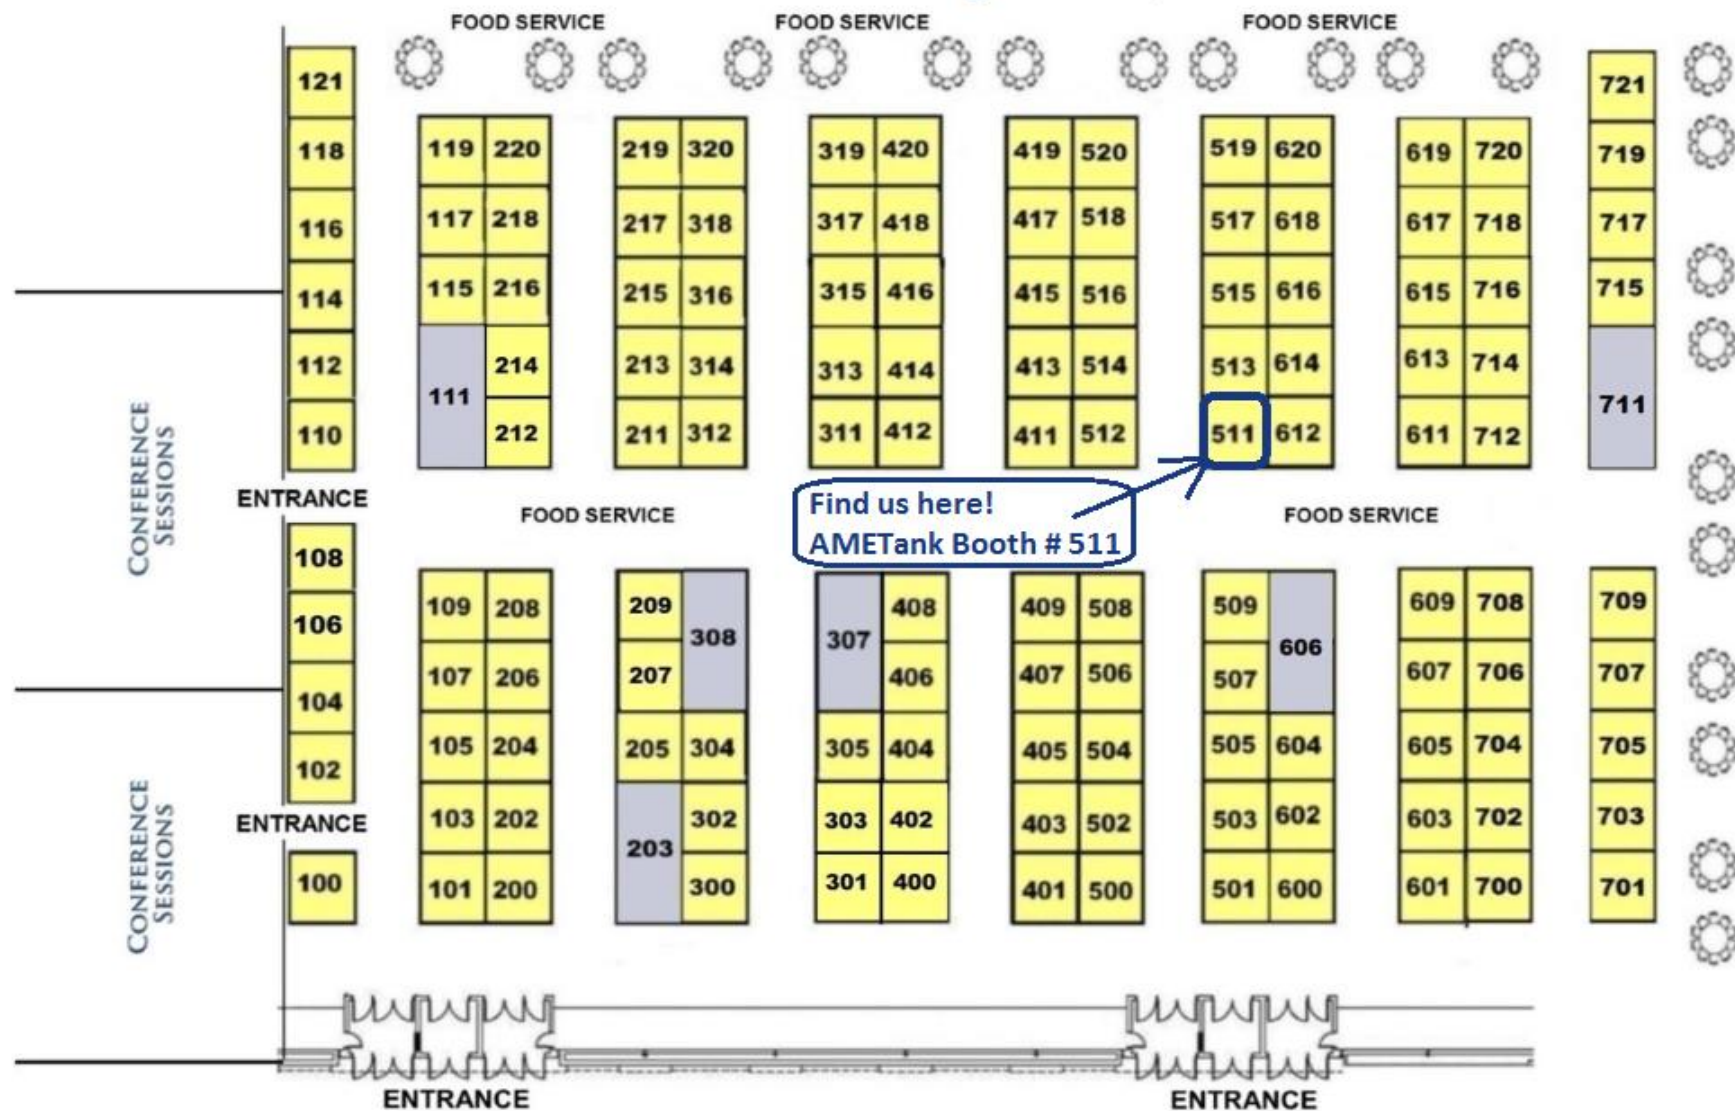 FOOD SERVICE FOOD SERVICE FOOD SERVICE
121 721
118 119 220 219 320 319 420 419 520 519 620 619 720 719
116 117 218 217 318 317 418 417 518 517 618 617 718 717
114 115 216 215 316 315 416 415 516 515 616 615 716 715
112 111 214 213 314 313 414 413 514 513 614 613 714 711
110 212 211 312 311 412 411 512 511 612 611 712
CONFERENCE
SESSIONS
ENTRANCE
FOOD SERVICE FOOD SERVICE
Find us here!
AMETank Booth # 511
108 109 208 209 308 307 408 409 508 509 606 609 708 709
106 107 206 207 406 407 506 507 607 706 707
104 105 204 205 304 305 404 405 504 505 604 605 704 705
102 103 202 203 302 303 402 403 502 503 602 603 702 703
ENTRANCE
100 101 200 300 301 400 401 500 501 600 601 700 701
CONFERENCE
SESSIONS
ENTRANCE ENTRANCE